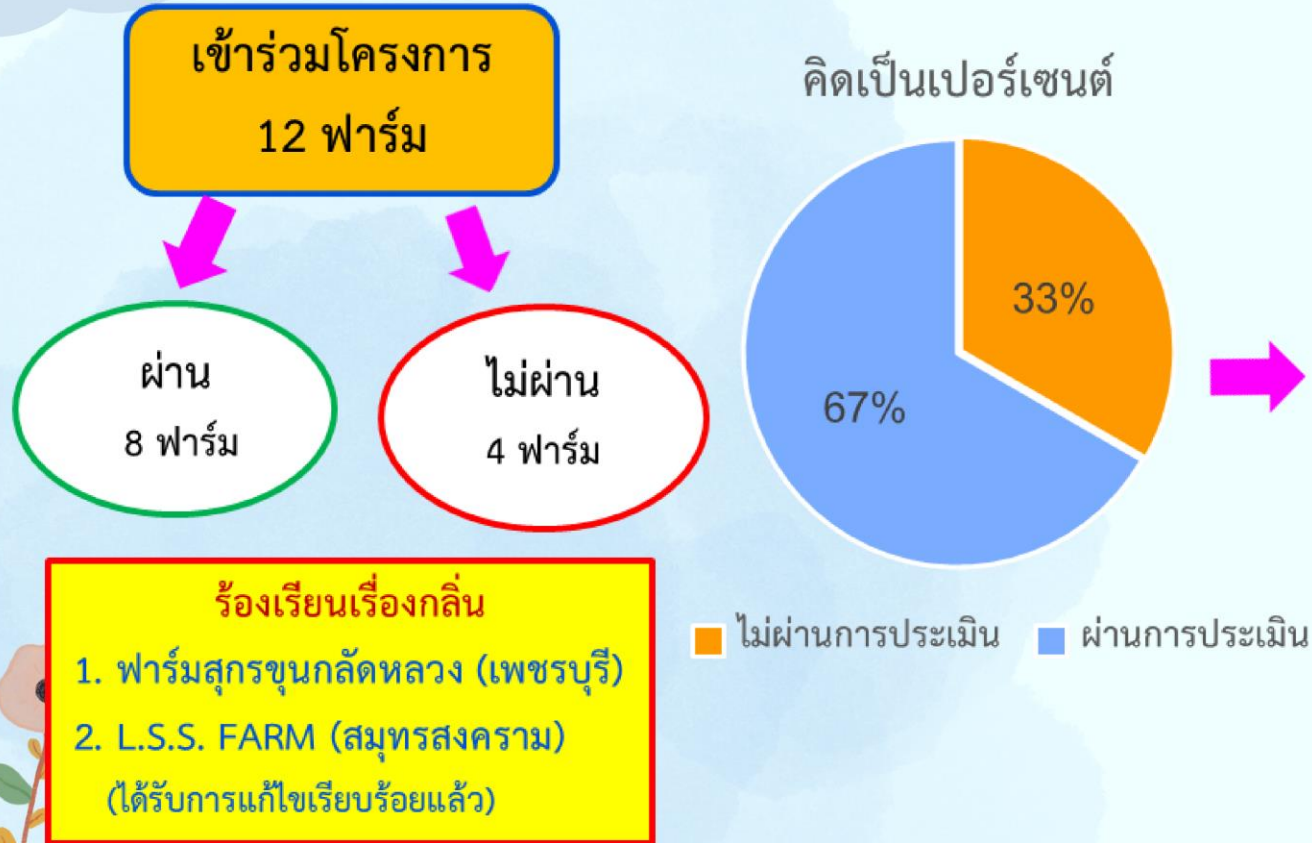 เข้าร่วมโครงการ
12 ฟาร์ม
ผ่าน
8 ฟาร์ม
ไม่ผ่าน
4 ฟาร์ม
ร้องเรียนเรื่องกลิ่น
1. ฟาร์มสุกรขุนกลัดหลวง (เพชรบุรี)
2. L.S.S. FARM (สมุทรสงคราม)
(ได้รับการแก้ไขเรียบร้อยแล้ว)
คิดเป็นเปอร์เซนต์
33%
67%
ไม่ผ่านการประเมิน
ผ่านการประเมิน